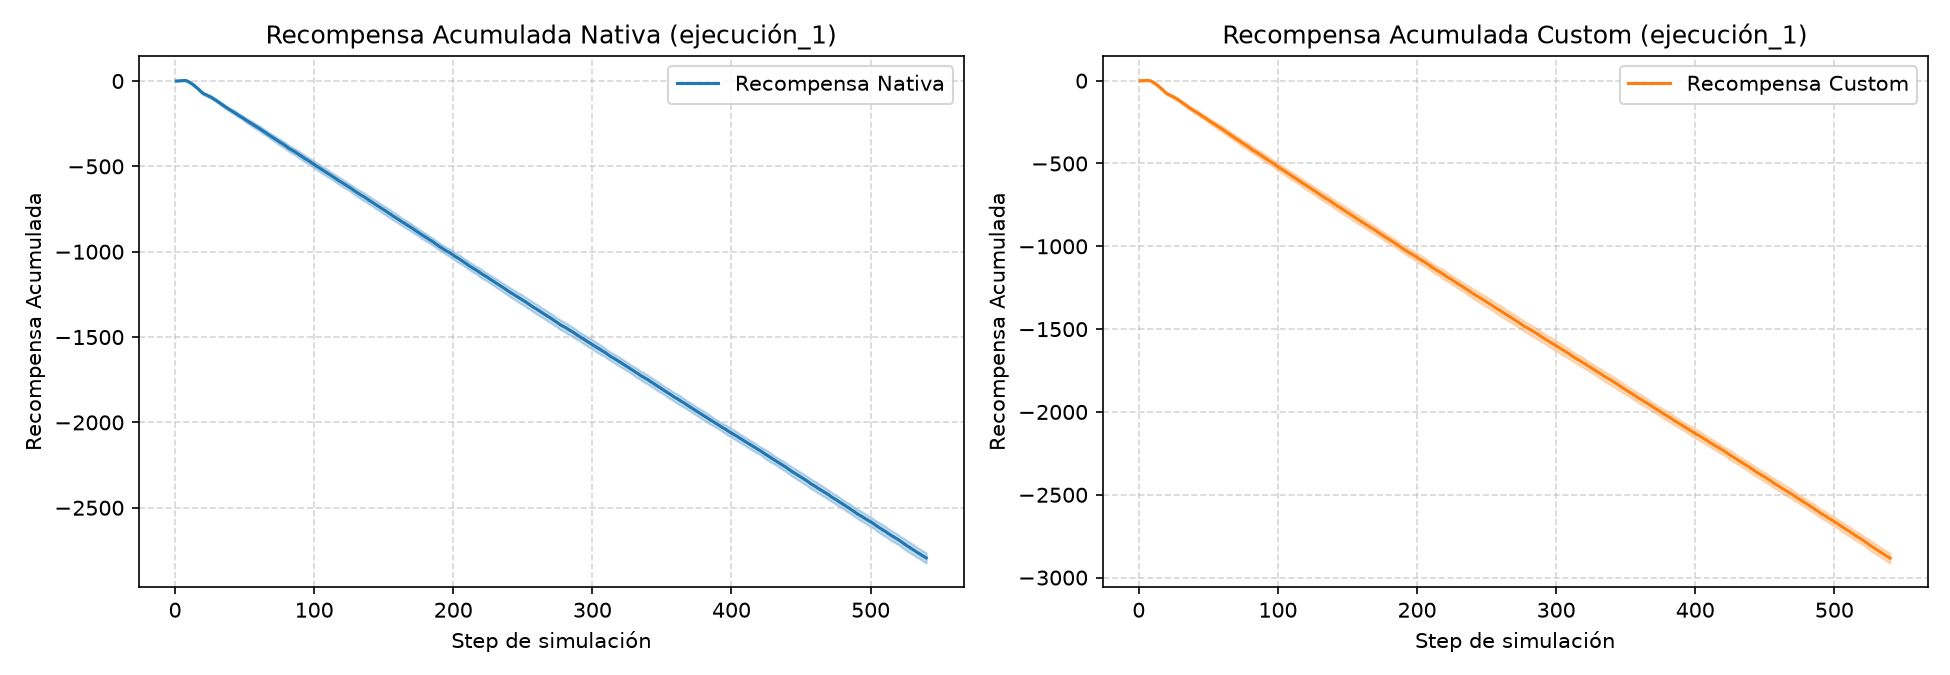 Recompensa Acumulada Nativa (ejecución_1)
Recompensa Nativa
Recompensa Acumulada
0
−500
−1000
−1500
−2000
−2500
0 100 200 300 400 500
Step de simulación
Recompensa Acumulada Custom (ejecución_1)
Recompensa Custom
Recompensa Acumulada
0
−500
−1000
−1500
−2000
−2500
−3000
0 100 200 300 400 500
Step de simulación